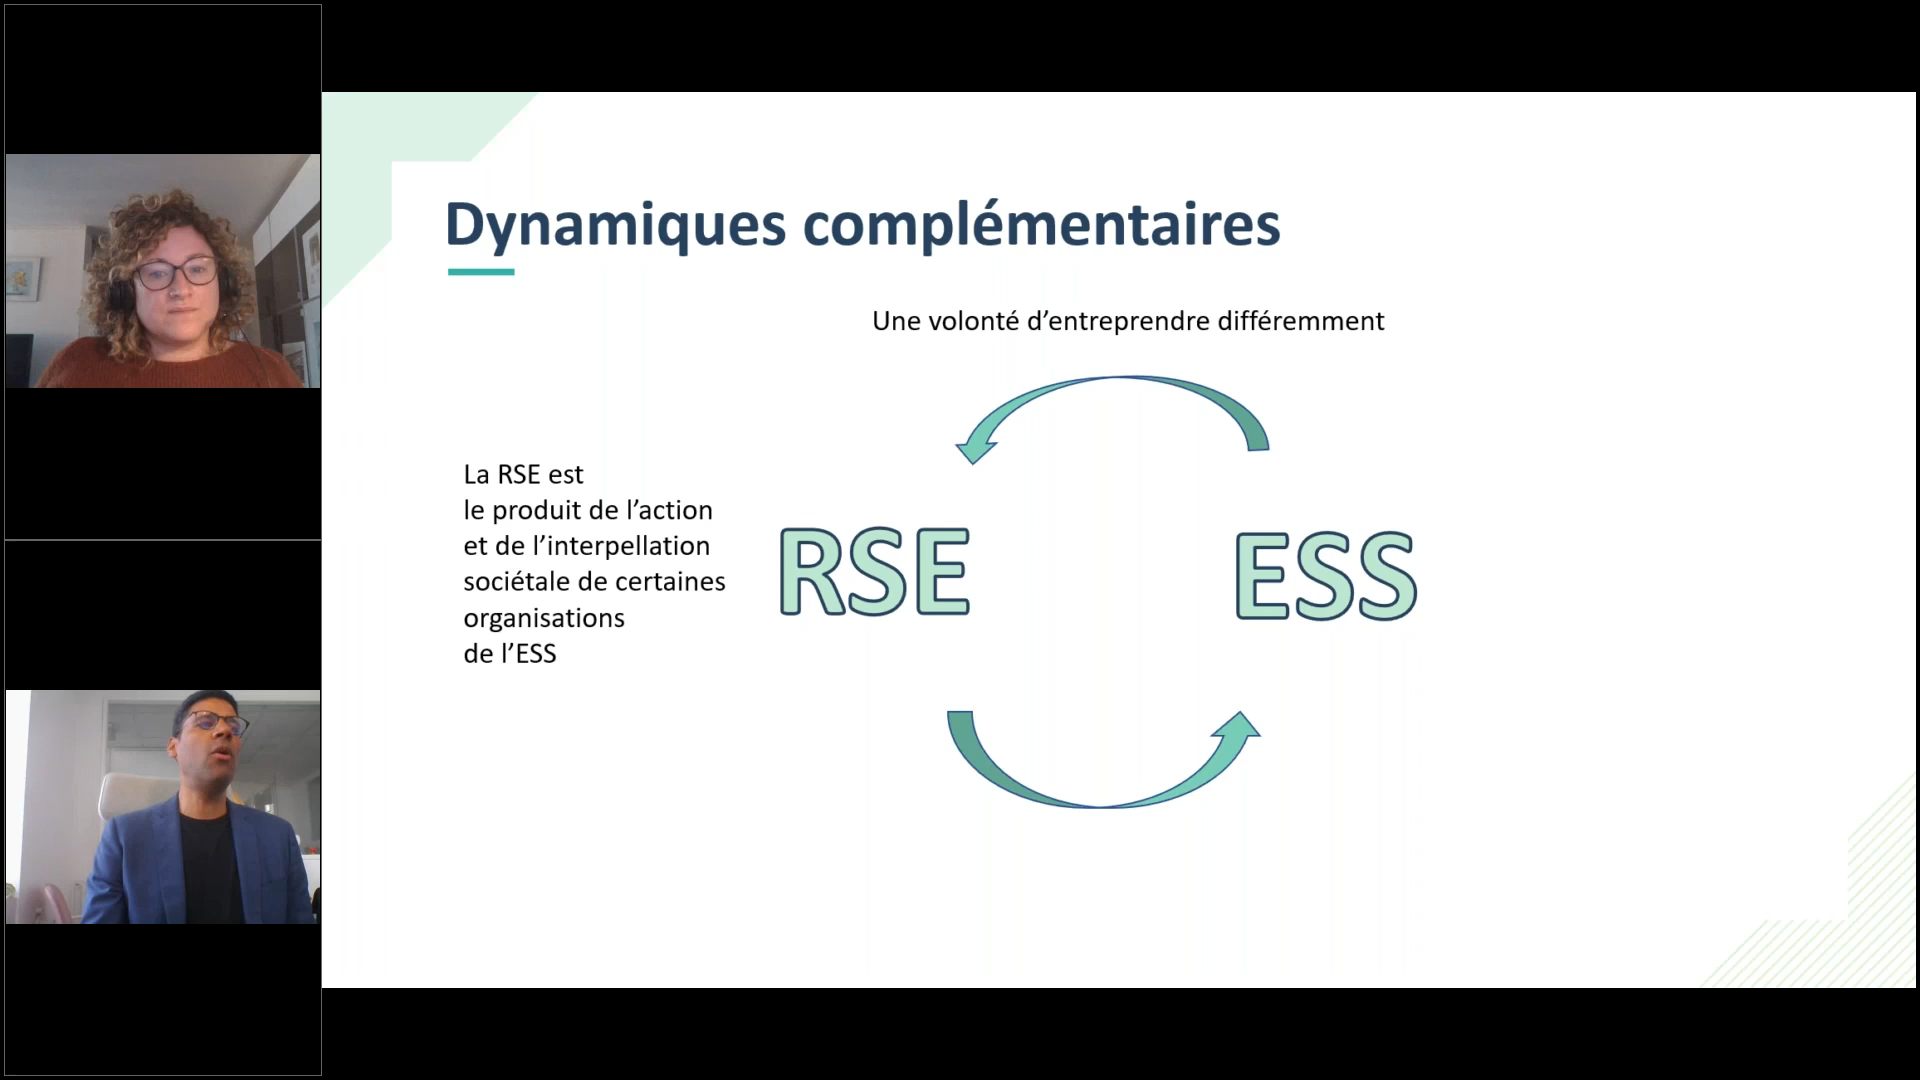 Dynamiques complémentaires
Une volonté d’entreprendre différemment
La RSE est
le produit de l’action
et de l’interpellation
sociétale de certaines
organisations
de l’ESS
RSE
ESS